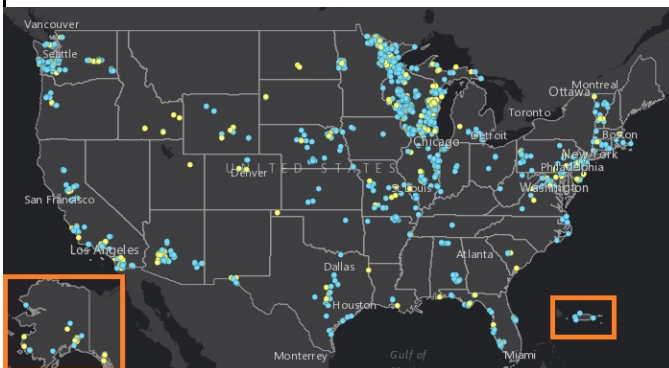 Vancouver
Seattle
Montreal
Ottawa
Toronto
Boston
Detroit
Chicago
New York
Philadelphia
UNITED STATES
Denver
St Louis
Washington
San Francisco
Los Angeles
Atlanta
Dallas
Houston
Monterrey
Gulf of
Miami